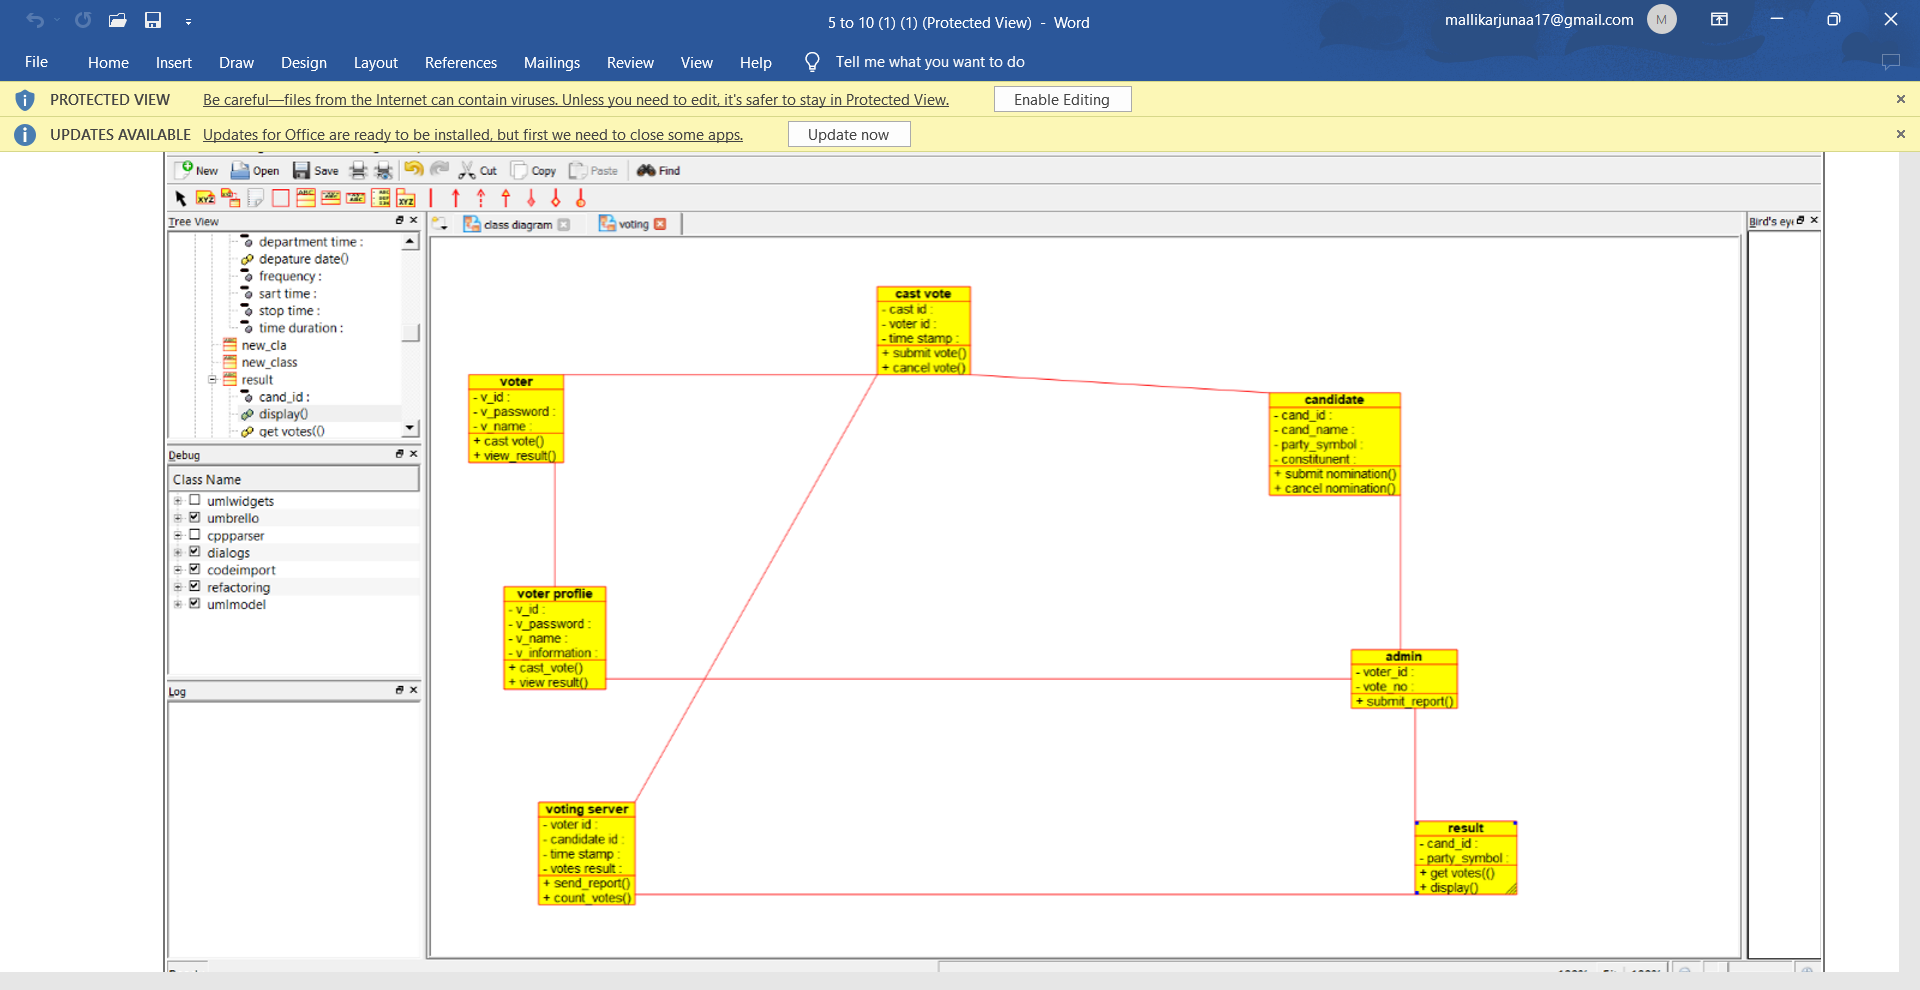 5 to 10 (1) (1) (Protected View) - Word
mallikarjunaa17@gmail.com
M
File Home Insert Draw Design Layout References Mailings Review View Help Tell me what you want to do
PROTECTED VIEW Be careful—files from the Internet can contain viruses. Unless you need to edit, it's safer to stay in Protected View. Enable Editing
UPDATES AVAILABLE Updates for Office are ready to be installed, but first we need to close some apps. Update now
New Open Save Cut Copy Paste Find
Tree View
class diagram
voting
Bird's ey
department time :
depature date()
frequency :
sart time :
stop time :
time duration :
new_cla
new_class
result
cand_id :
display()
get votes(()
Debug
Class Name
umlwidgets
umbrello
cppparser
dialogs
codeimport
refactoring
umlmodel
Log
cast vote
- cast id :
- voter id :
- time stamp :
+ submit vote()
+ cancel vote()
voter
- v_id :
- v_password :
- v_name :
+ cast vote()
+ view_result()
candidate
- cand_id :
- cand_name :
- party_symbol :
- constitunent :
+ submit nomination()
+ cancel nomination()
voter proflie
- v_id :
- v_password :
- v_name :
- v_information :
+ cast_vote()
+ view result()
admin
- voter_id :
- vote_no :
+ submit_report()
voting server
- voter id :
- candidate id :
- time stamp :
- votes result :
+ send_report()
+ count_votes()
result
- cand_id :
- party_symbol :
+ get votes(()
+ display()